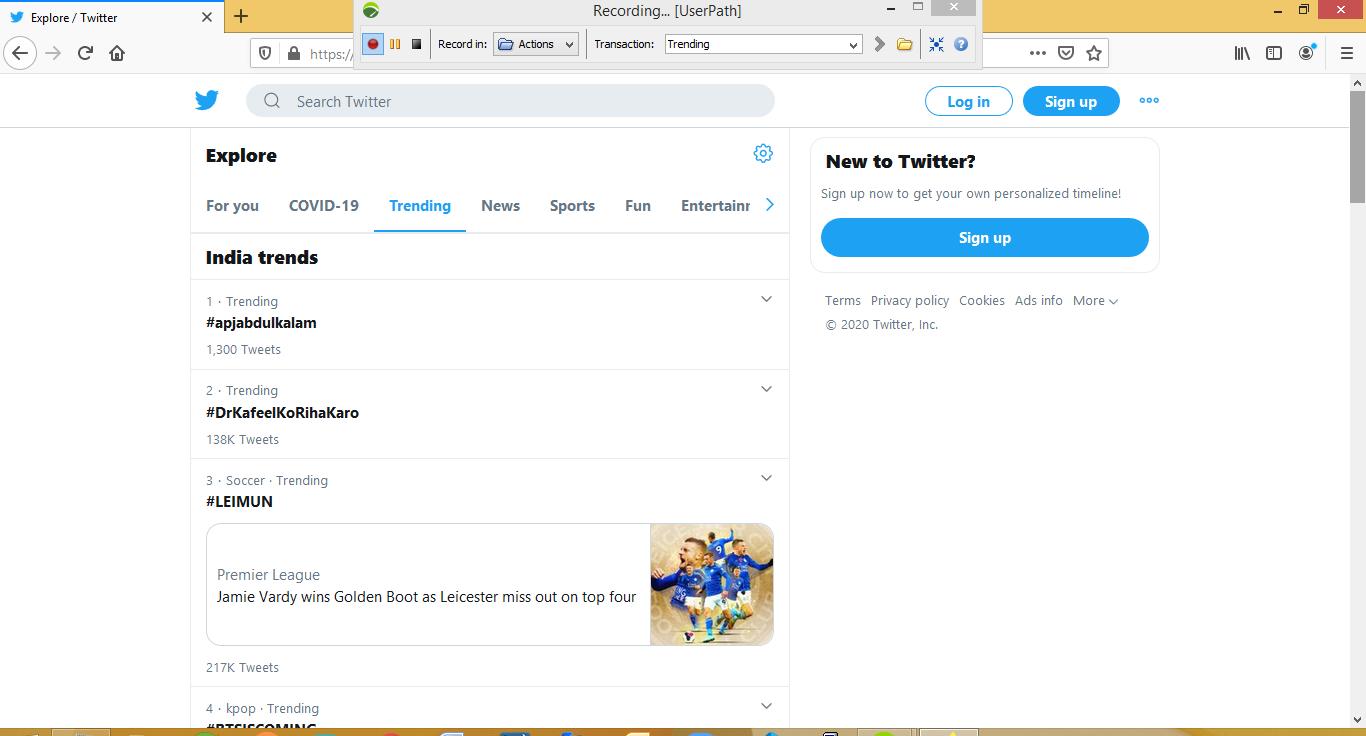 Explore / Twitter
Recording... [UserPath]
Record in: Actions Transaction: Trending
https:/
Search Twitter
Log in
Sign up
Explore
For you COVID-19 Trending News Sports Fun Entertainr
India trends
1 · Trending
#apjabdulkalam
1,300 Tweets
2 · Trending
#DrKafeelKoRihaKaro
138K Tweets
3 · Soccer · Trending
#LEIMUN
Premier League
Jamie Vardy wins Golden Boot as Leicester miss out on top four
217K Tweets
4 · kpop · Trending
#BTSISCOMING
New to Twitter?
Sign up now to get your own personalized timeline!
Sign up
Terms Privacy policy Cookies Ads info More
© 2020 Twitter, Inc.